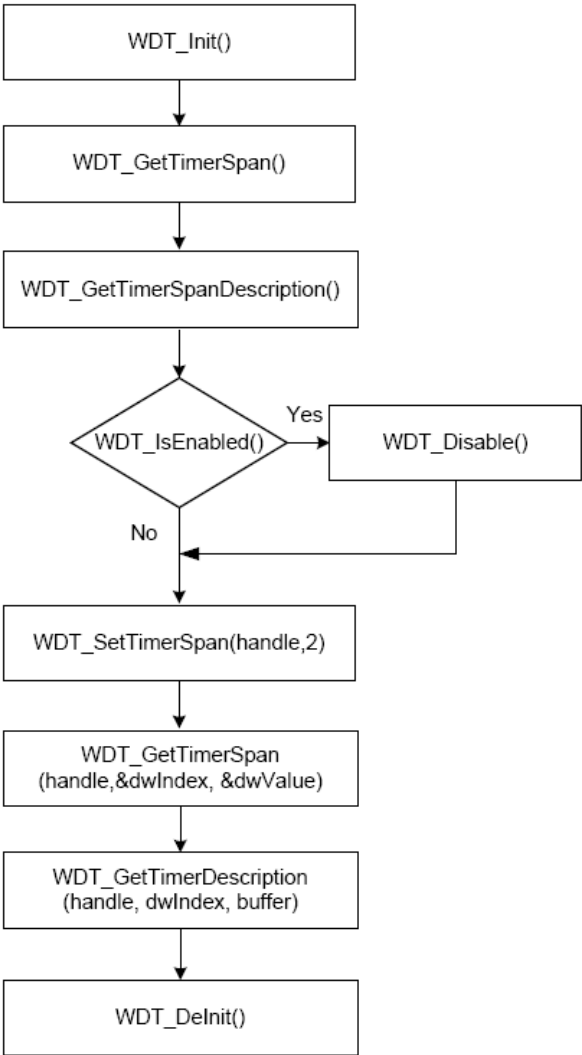 WDT_Init()
WDT_GetTimerSpan()
WDT_GetTimerSpanDescription()
WDT_IsEnabled()
Yes
WDT_Disable()
No
WDT_SetTimerSpan(handle,2)
WDT_GetTimerSpan
(handle,&dwIndex, &dwValue)
WDT_GetTimerDescription
(handle, dwIndex, buffer)
WDT_DeInit()